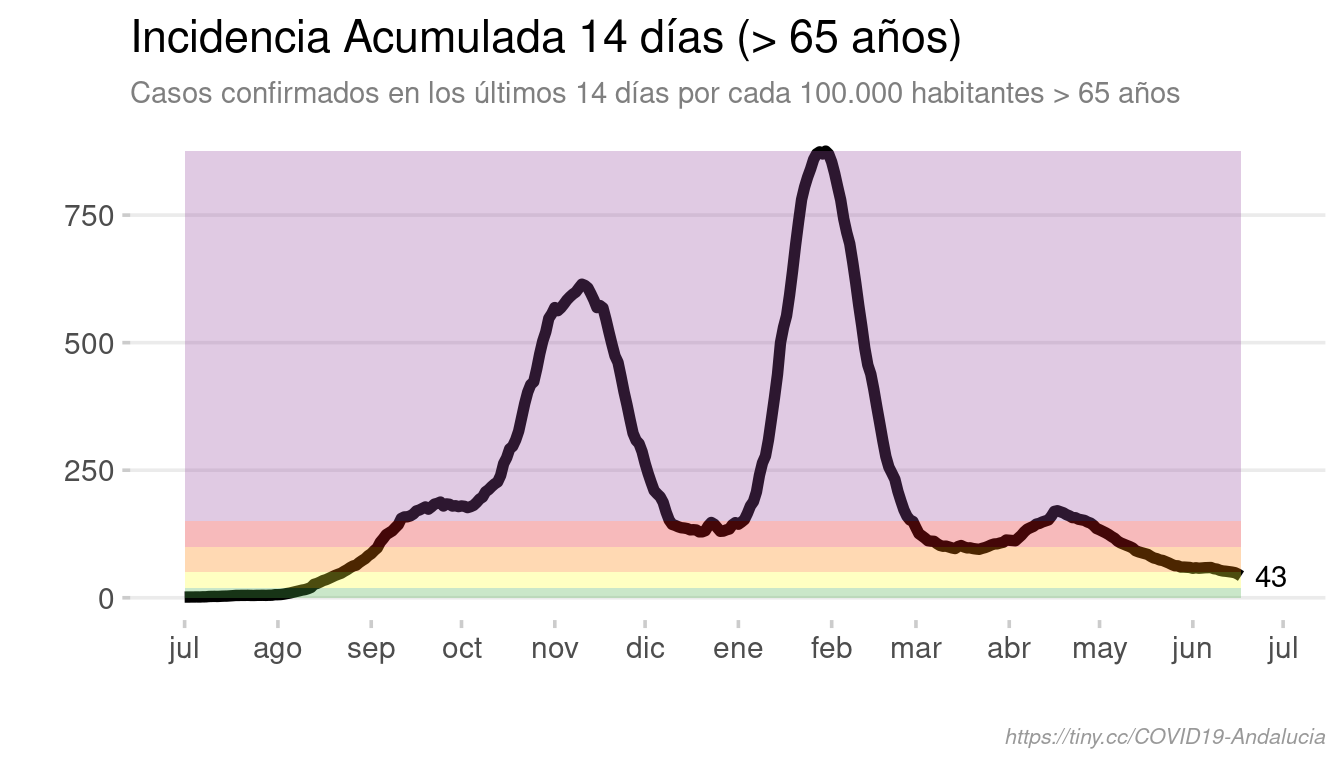 Incidencia Acumulada 14 días (> 65 años)
Casos confirmados en los últimos 14 días por cada 100.000 habitantes > 65 años
750
500
250
0
43
jul ago sep oct nov dic ene feb mar abr may jun jul
https://tiny.cc/COVID19-Andalucia